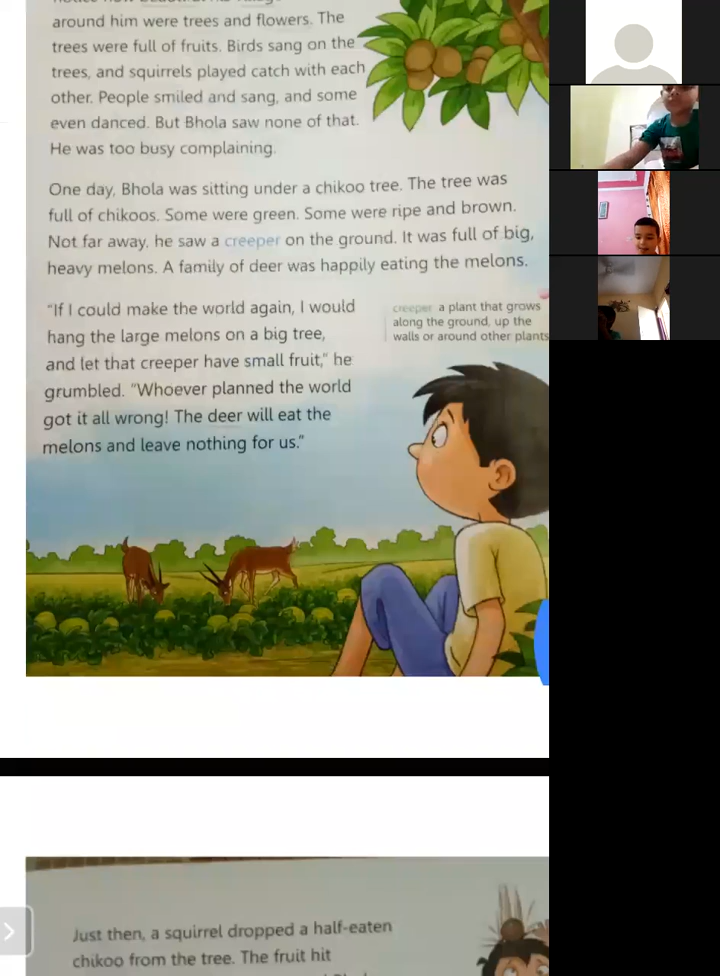 around him were trees and flowers. The
trees were full of fruits. Birds sang on the
trees, and squirrels played catch with each
other. People smiled and sang, and some
even danced. But Bhola saw none of that.
He was too busy complaining.
One day, Bhola was sitting under a chikoo tree. The tree was
full of chikoos. Some were green. Some were ripe and brown.
Not far away, he saw a creeper on the ground. It was full of big,
heavy melons. A family of deer was happily eating the melons.
"If I could make the world again, I would
hang the large melons on a big tree,
and let that creeper have small fruit," he
grumbled. "Whoever planned the world
got it all wrong! The deer will eat the
melons and leave nothing for us."
creeper a plant that grows
along the ground, up the
walls or around other plants
Just then, a squirrel dropped a half-eaten
chikoo from the tree. The fruit hit